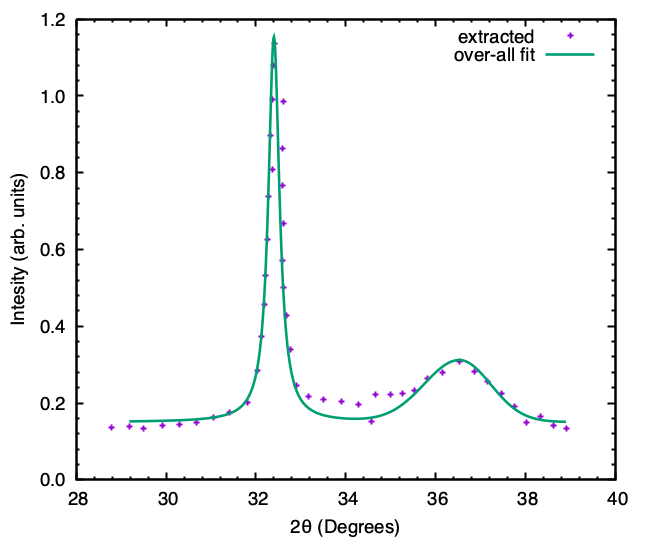 1.2
1.0
0.8
0.6
0.4
0.2
0.0
Intesity (arb. units)
extracted
over-all fit
28 30 32 34 36 38 40
2θ (Degrees)